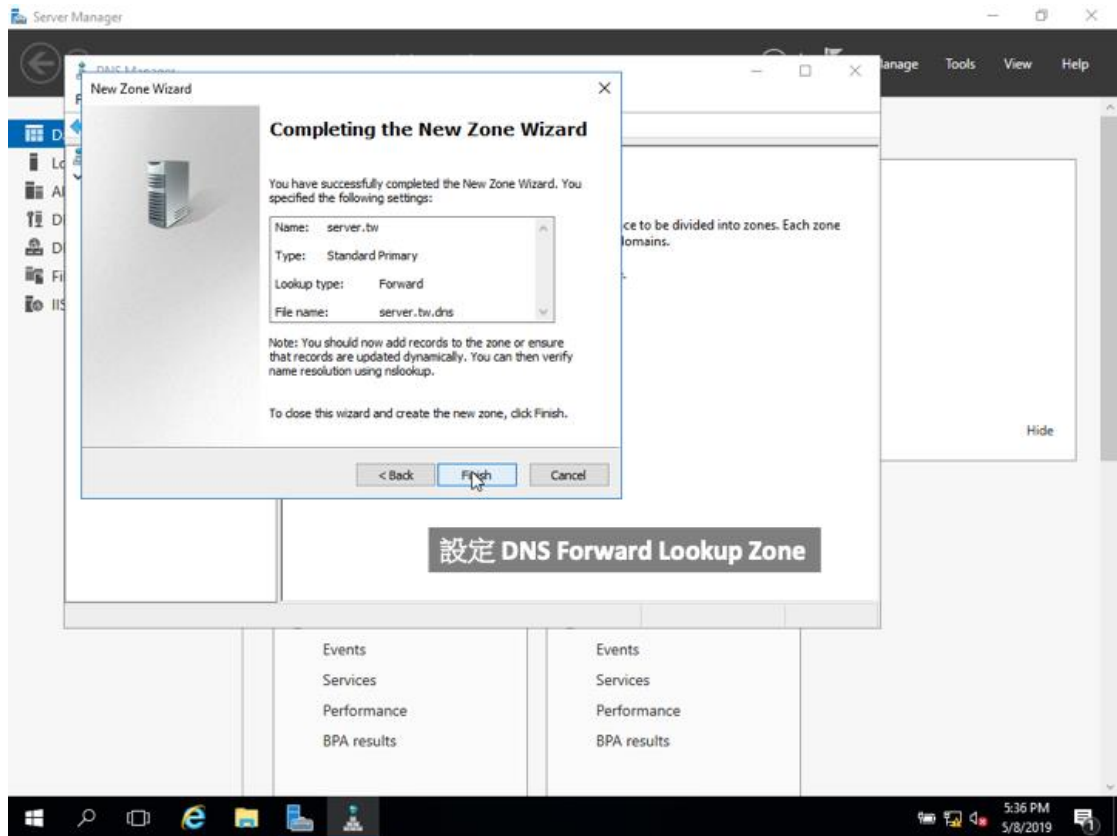 Server Manager
Manage Tools View Help
DNS Manager
New Zone Wizard
Completing the New Zone Wizard
You have successfully completed the New Zone Wizard. You
specified the following settings:
Name: server.tw
Type: Standard Primary
Lookup type: Forward
File name: server.tw.dns
Note: You should now add records to the zone or ensure
that records are updated dynamically. You can then verify
name resolution using nslookup.
To close this wizard and create the new zone, click Finish.
< Back Finish Cancel
ce to be divided into zones. Each zone
domains.
Hide
設定 DNS Forward Lookup Zone
Events Events
Services Services
Performance Performance
BPA results BPA results
5:36 PM
5/8/2019